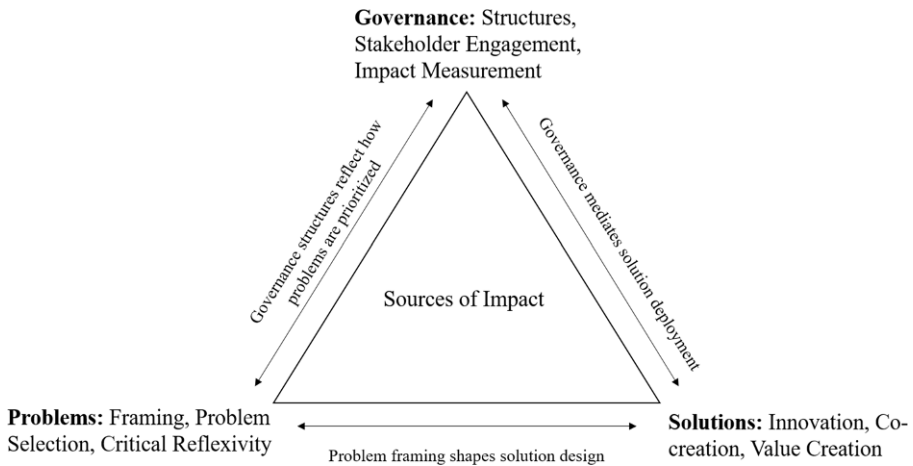 Governance: Structures,
Stakeholder Engagement,
Impact Measurement
Governance structures reflect how
problems are prioritized
Governance mediates solution deployment
Sources of Impact
Problems: Framing, Problem
Selection, Critical Reflexivity
Solutions: Innovation, Co-
creation, Value Creation
Problem framing shapes solution design